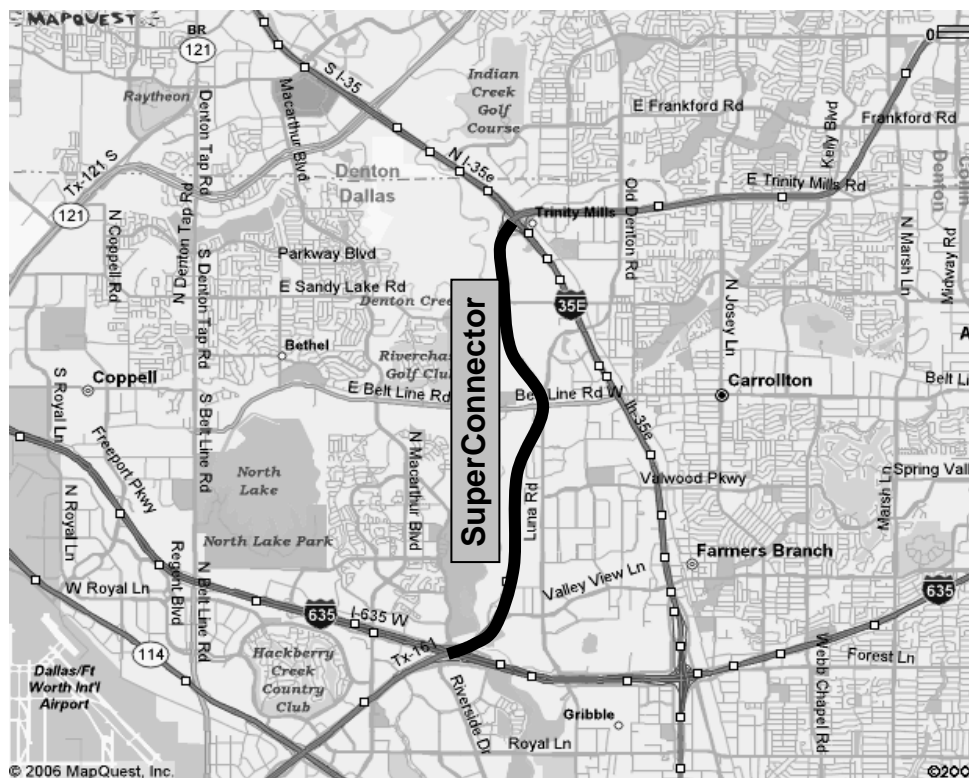 MAPQUEST
BR
121
Raytheon
Denton Tap Rd
Macarthur Blvd
S I-35
Indian
Creek
Golf
Course
E Frankford Rd
Kelly Blvd
Frankford Rd
0
Tx-121 S
N I-35e
Denton
Dallas
E Trinity Mills Rd
Denton
Collin
121
N Coppell Rd
N Denton Tap Rd
S Denton Tap Rd
Trinity Mills
Old Denton Rd
N Marsh Ln
Midway Rd
Parkway Blvd
E Sandy Lake Rd
Denton Cree
35E
N Josey Ln
Bethel
Riverchas
Golf Club
Coppell
S Royal Ln
E Belt Line Rd
Belt Line Rd W
Carrollton
Belt Li
S Belt Line Rd
Ih-35e
SuperConnector
Freeport Pkwy
North
Lake
N Macarthur Blvd
Luna Rd
Valwood Pkwy
Marsh Ln
Spring Val
N Royal Ln
North Lake Park
Farmers Branch
W Royal Ln
Regent Blvd
N Belt Line Rd
Valley View Ln
635
I-635 W
635
114
Tx-161
Hackberry
Creek
Country
Club
Forest Ln
Webb Chapel Rd
Dallas/Ft
Worth Int'l
Airport
Riverside Dr
Gribble
Royal Ln
© 2006 MapQuest, Inc.
©200